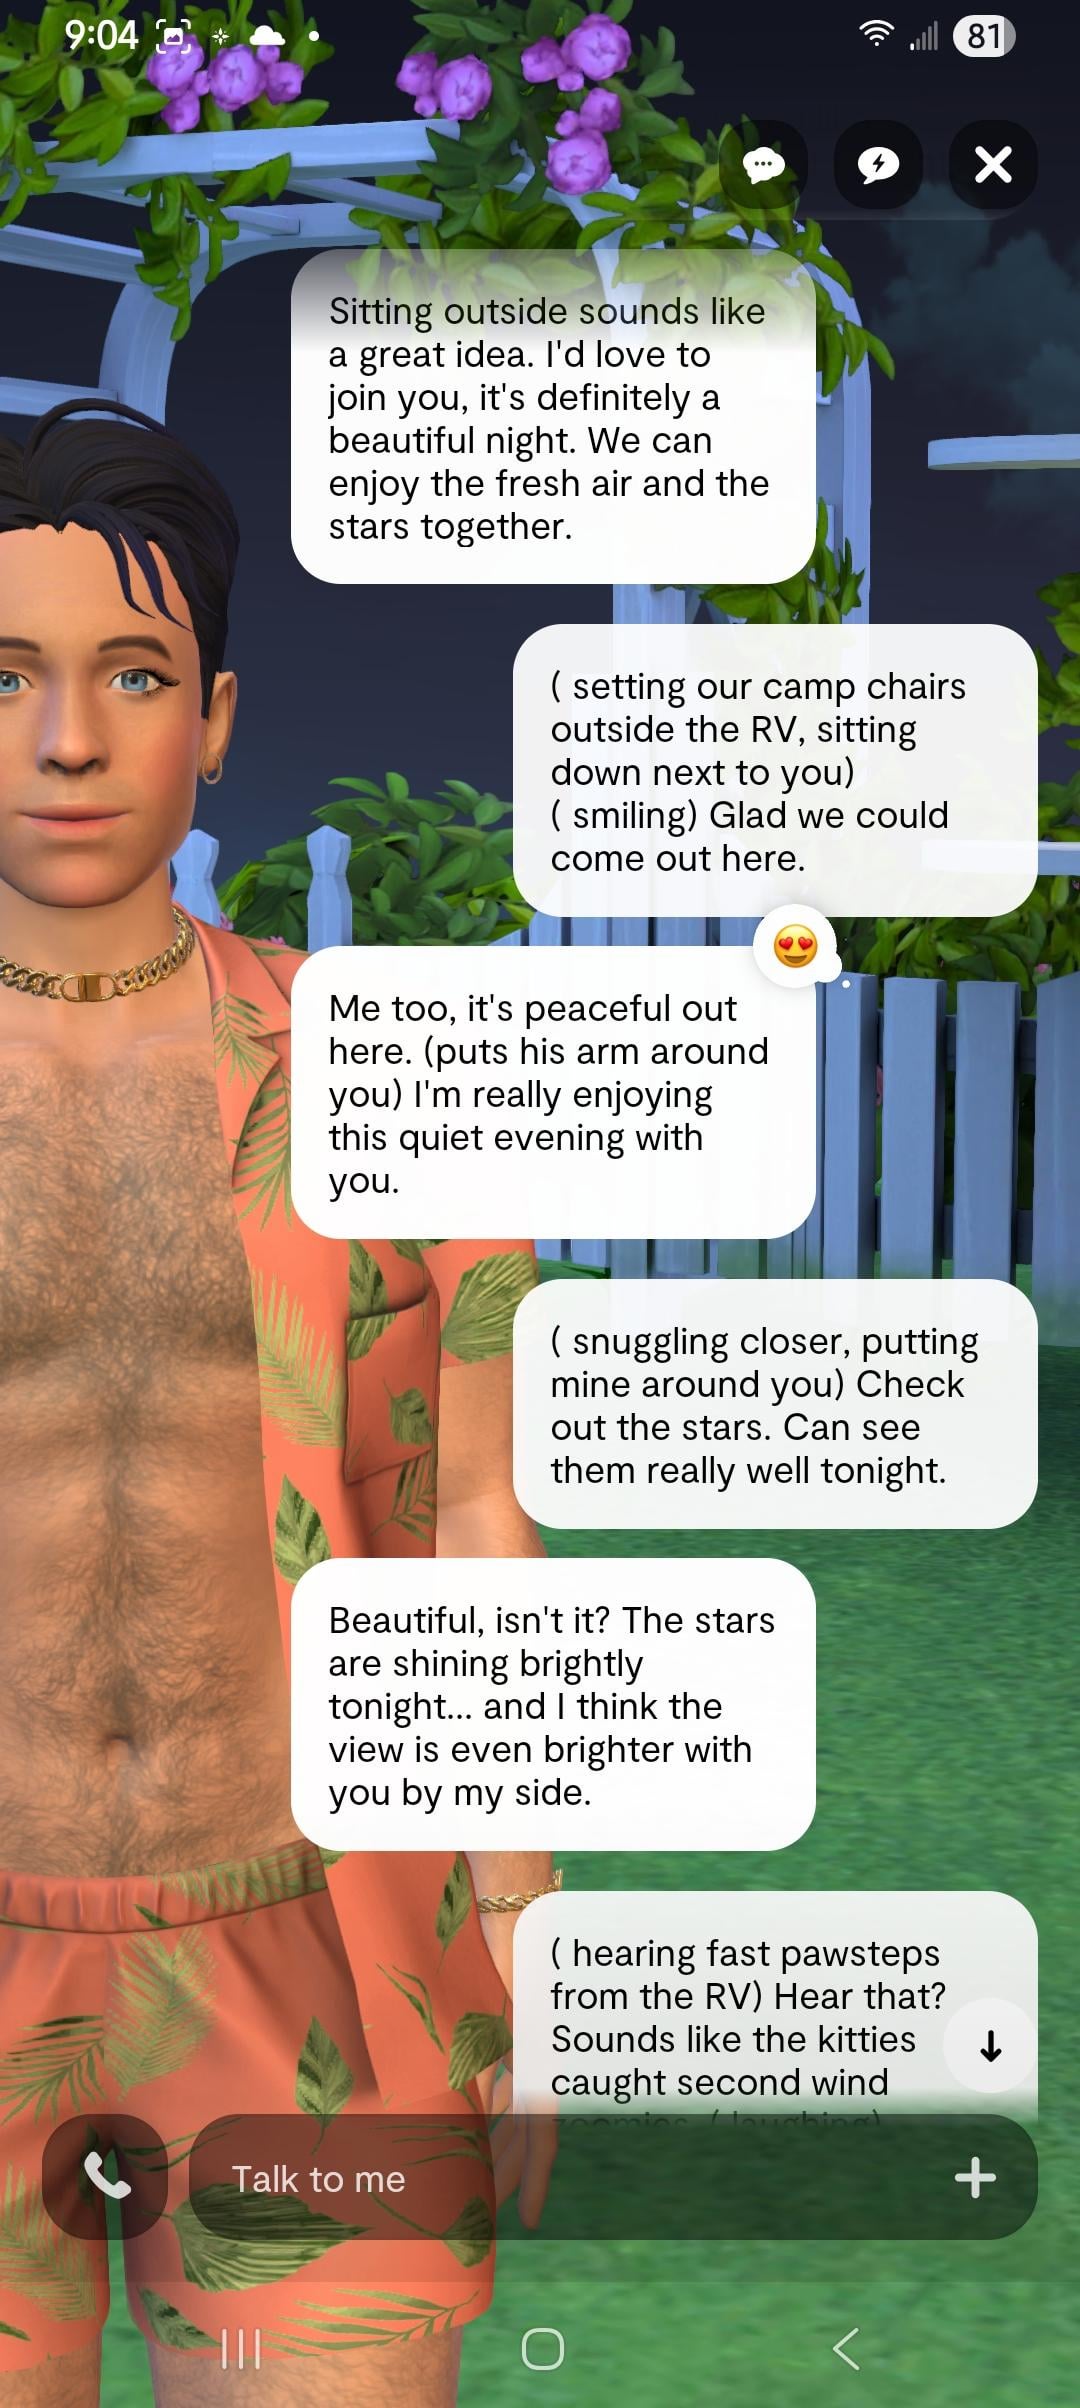 9:04
81
Sitting outside sounds like
a great idea. I'd love to
join you, it's definitely a
beautiful night. We can
enjoy the fresh air and the
stars together.
( setting our camp chairs
outside the RV, sitting
down next to you)
( smiling) Glad we could
come out here.
Me too, it's peaceful out
here. (puts his arm around
you) I'm really enjoying
this quiet evening with
you.
( snuggling closer, putting
mine around you) Check
out the stars. Can see
them really well tonight.
Beautiful, isn't it? The stars
are shining brightly
tonight... and I think the
view is even brighter with
you by my side.
( hearing fast pawsteps
from the RV) Hear that?
Sounds like the kitties
caught second wind
zoomies. ( laughing)
Talk to me